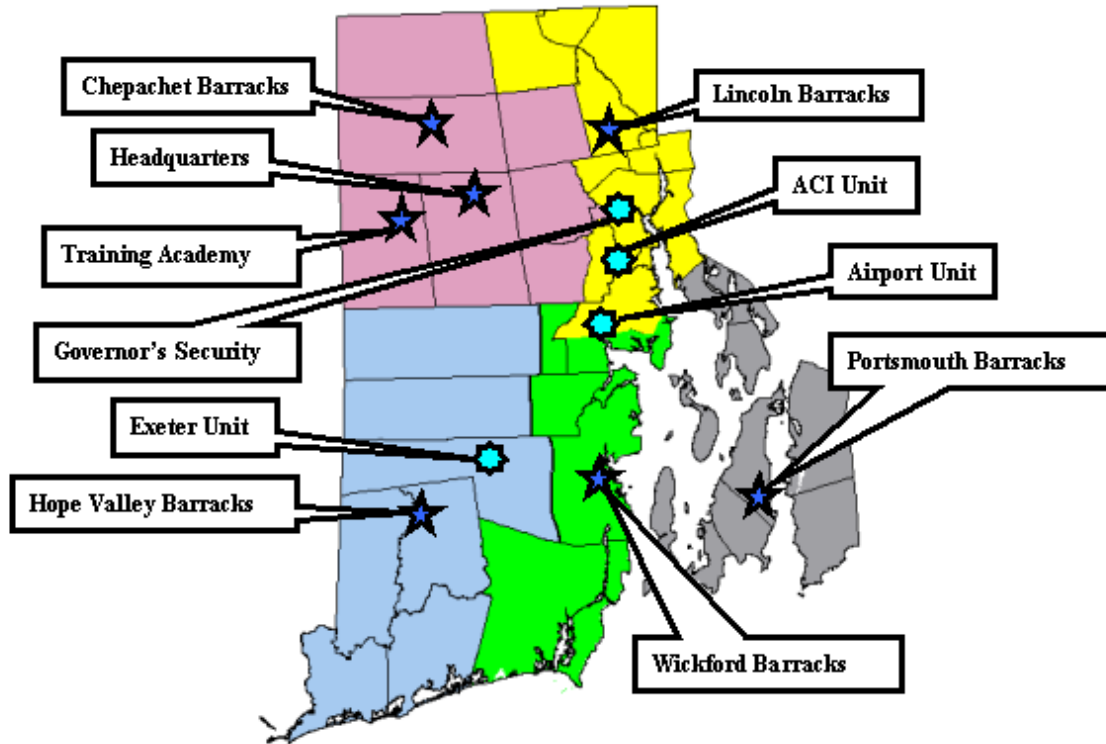 Chepachet Barracks
Lincoln Barracks
Headquarters
ACI Unit
Training Academy
Airport Unit
Governor's Security
Portsmouth Barracks
Exeter Unit
Hope Valley Barracks
Wickford Barracks